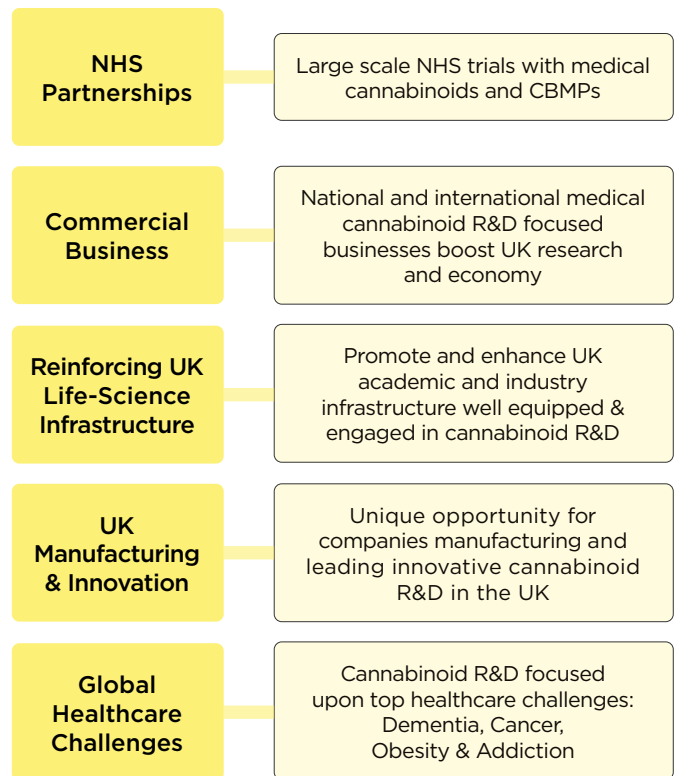 NHS
Partnerships
Large scale NHS trials with medical
cannabinoids and CBMPs
Commercial
Business
National and international medical
cannabinoid R&D focused
businesses boost UK research
and economy
Reinforcing UK
Life-Science
Infrastructure
Promote and enhance UK
academic and industry
infrastructure well equipped &
engaged in cannabinoid R&D
UK
Manufacturing
& Innovation
Unique opportunity for
companies manufacturing and
leading innovative cannabinoid
R&D in the UK
Global
Healthcare
Challenges
Cannabinoid R&D focused
upon top healthcare challenges:
Dementia, Cancer,
Obesity & Addiction